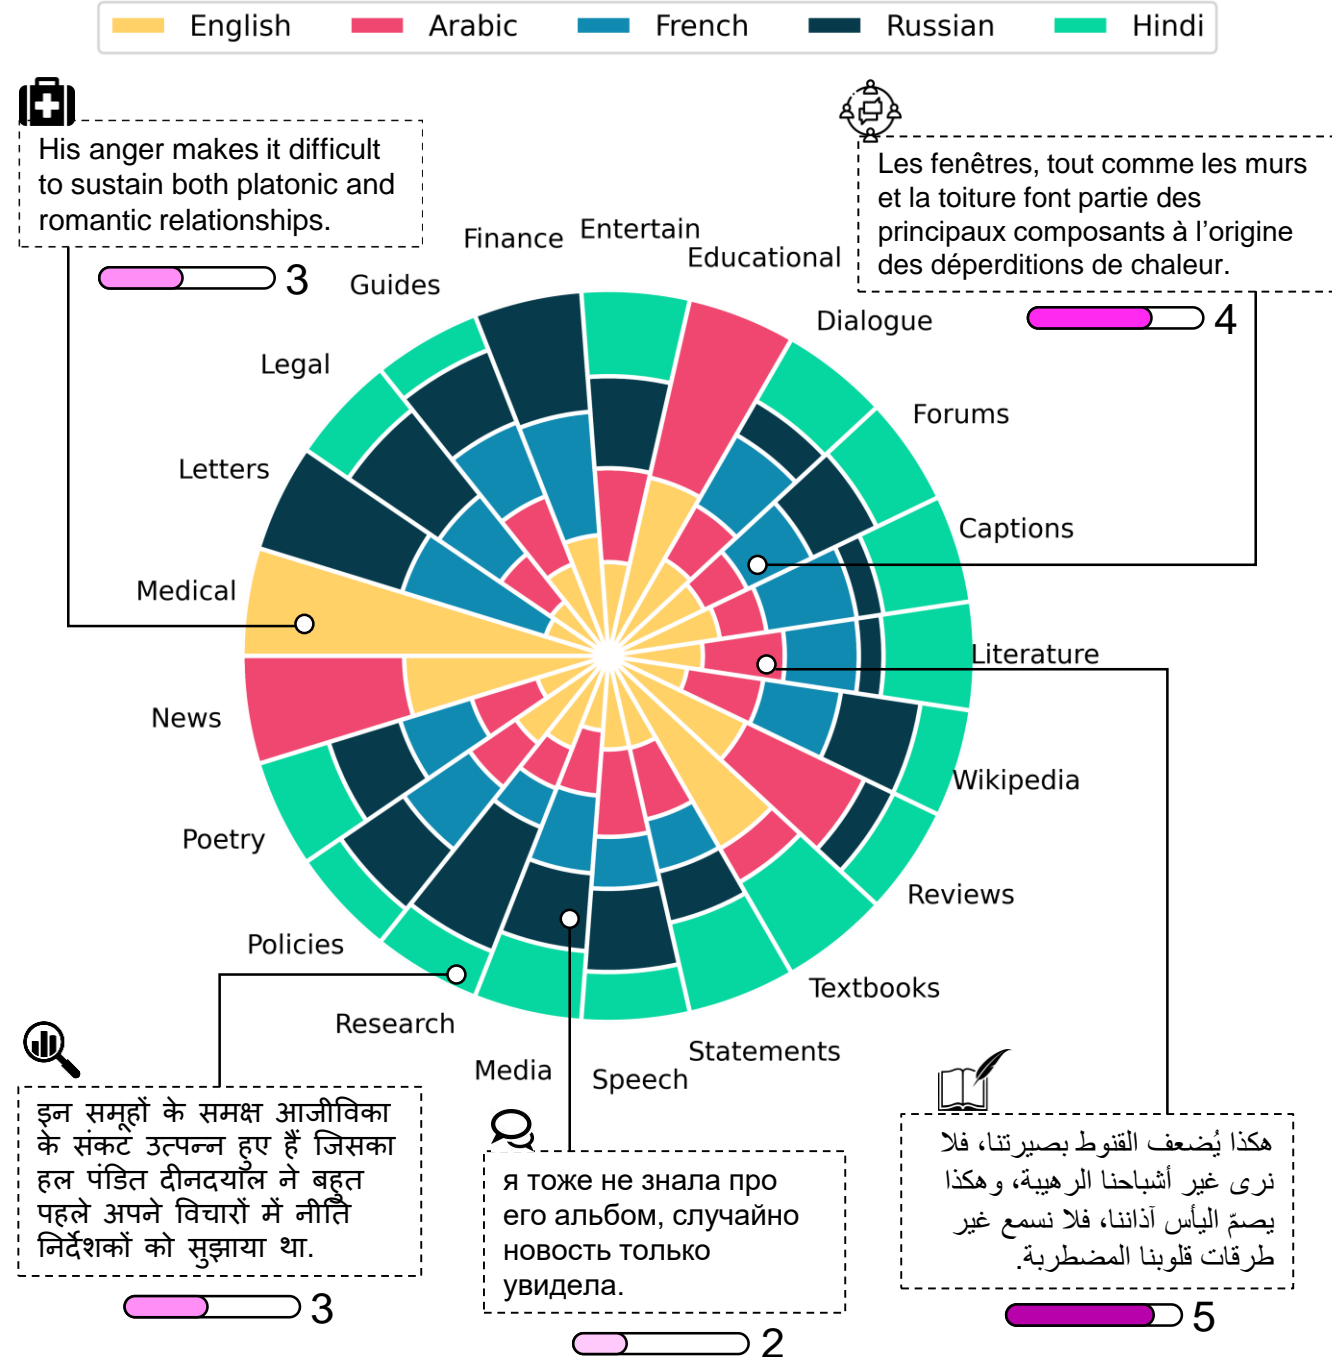 English Arabic French Russian Hindi
His anger makes it difficult
to sustain both platonic and
romantic relationships.
3
Les fenêtres, tout comme les murs
et la toiture font partie des
principaux composants à l’origine
des déperditions de chaleur.
4
Entertain
Finance
Educational
Guides
Dialogue
Legal
Forums
Letters
Captions
Medical
Literature
News
Wikipedia
Poetry
Reviews
Policies
Textbooks
Research
Statements
Media
Speech
इन समूहों के समक्ष आजीविका
के संकट उत्पन्न हुए हैं जिसका
हल पंडित दीनदयाल ने बहुत
पहले अपने विचारों में नीति
निर्देशकों को सुझाया था.
3
я тоже не знала про
его альбом, случайно
новость только
увидела.
2
هكذا يُضعف القنوط بصيرتنا، فلا
نرى غير أشباحنا الرهيبة، وهكذا
يصمّ اليأس آذاننا، فلا نسمع غير
طرقات قلوبنا المضطربة.
5